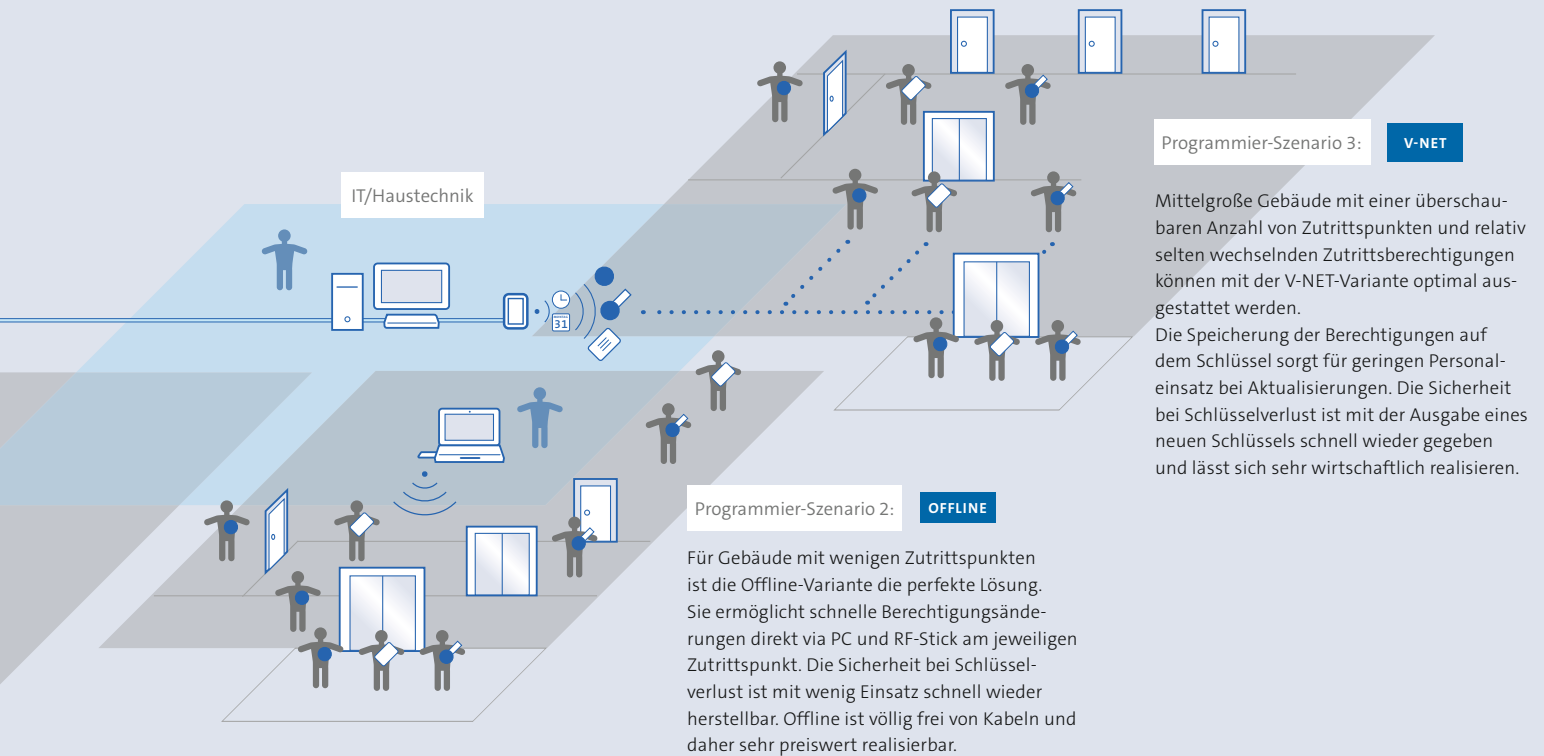 IT/Haustechnik
31
Programmier-Szenario 3:
V-NET
Mittelgroße Gebäude mit einer überschau-
baren Anzahl von Zutrittspunkten und relativ
selten wechselnden Zutrittsberechtigungen
können mit der V-NET-Variante optimal aus-
gestattet werden.
Die Speicherung der Berechtigungen auf
dem Schlüssel sorgt für geringen Personal-
einsatz bei Aktualisierungen. Die Sicherheit
bei Schlüsselverlust ist mit der Ausgabe eines
neuen Schlüssels schnell wieder gegeben
und lässt sich sehr wirtschaftlich realisieren.
Programmier-Szenario 2:
OFFLINE
Für Gebäude mit wenigen Zutrittspunkten
ist die Offline-Variante die perfekte Lösung.
Sie ermöglicht schnelle Berechtigungsände-
rungen direkt via PC und RF-Stick am jeweiligen
Zutrittspunkt. Die Sicherheit bei Schlüssel-
verlust ist mit wenig Einsatz schnell wieder
herstellbar. Offline ist völlig frei von Kabeln und
daher sehr preiswert realisierbar.